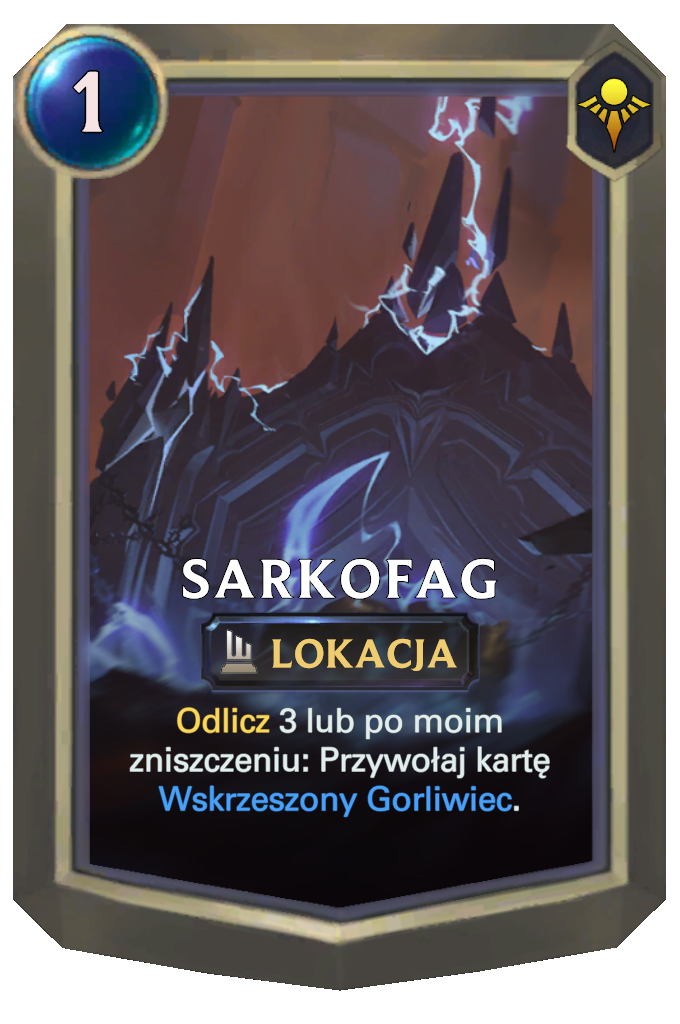 1
SARKOFAG
LOKACJA
Odlicz 3 lub po moim
zniszczeniu: Przywołaj kartę
Wskrzeszony Gorliwiec.